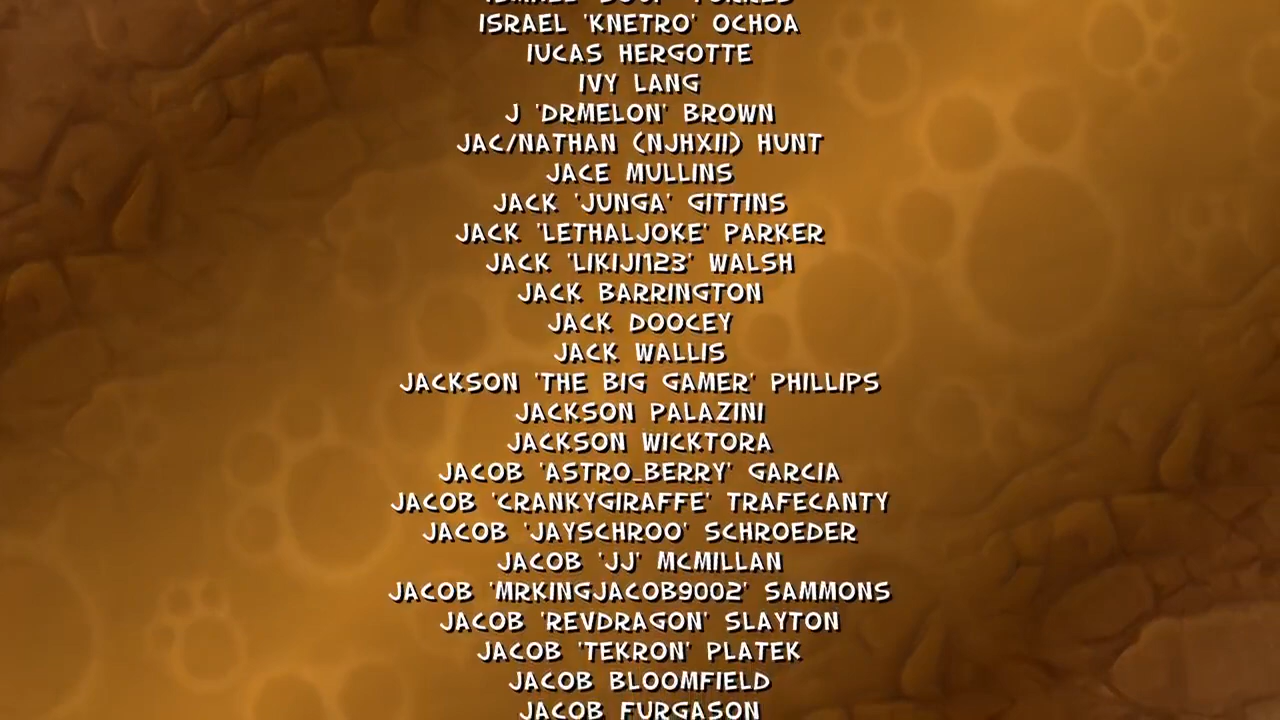 ISRAEL 'KNETRO' OCHOA
IUCAS HERGOTTE
IVY LANG
J 'DRMELON' BROWN
JAC/NATHAN (NJHXII) HUNT
JACE MULLINS
JACK 'JUNGA' GITTINS
JACK 'LETHALJOKE' PARKER
JACK 'LIKIJI123' WALSH
JACK BARRINGTON
JACK DOOCEY
JACK WALLIS
JACKSON 'THE BIG GAMER' PHILLIPS
JACKSON PALAZINI
JACKSON WICKTORA
JACOB 'ASTRO_BERRY' GARCIA
JACOB 'CRANKYGIRAFFE' TRAFECANTY
JACOB 'JAYSCHROO' SCHROEDER
JACOB 'JJ' MCMILLAN
JACOB 'MRKINGJACOB9002' SAMMONS
JACOB 'REVDRAGON' SLAYTON
JACOB 'TEKRON' PLATEK
JACOB BLOOMFIELD
JACOB FURGASON